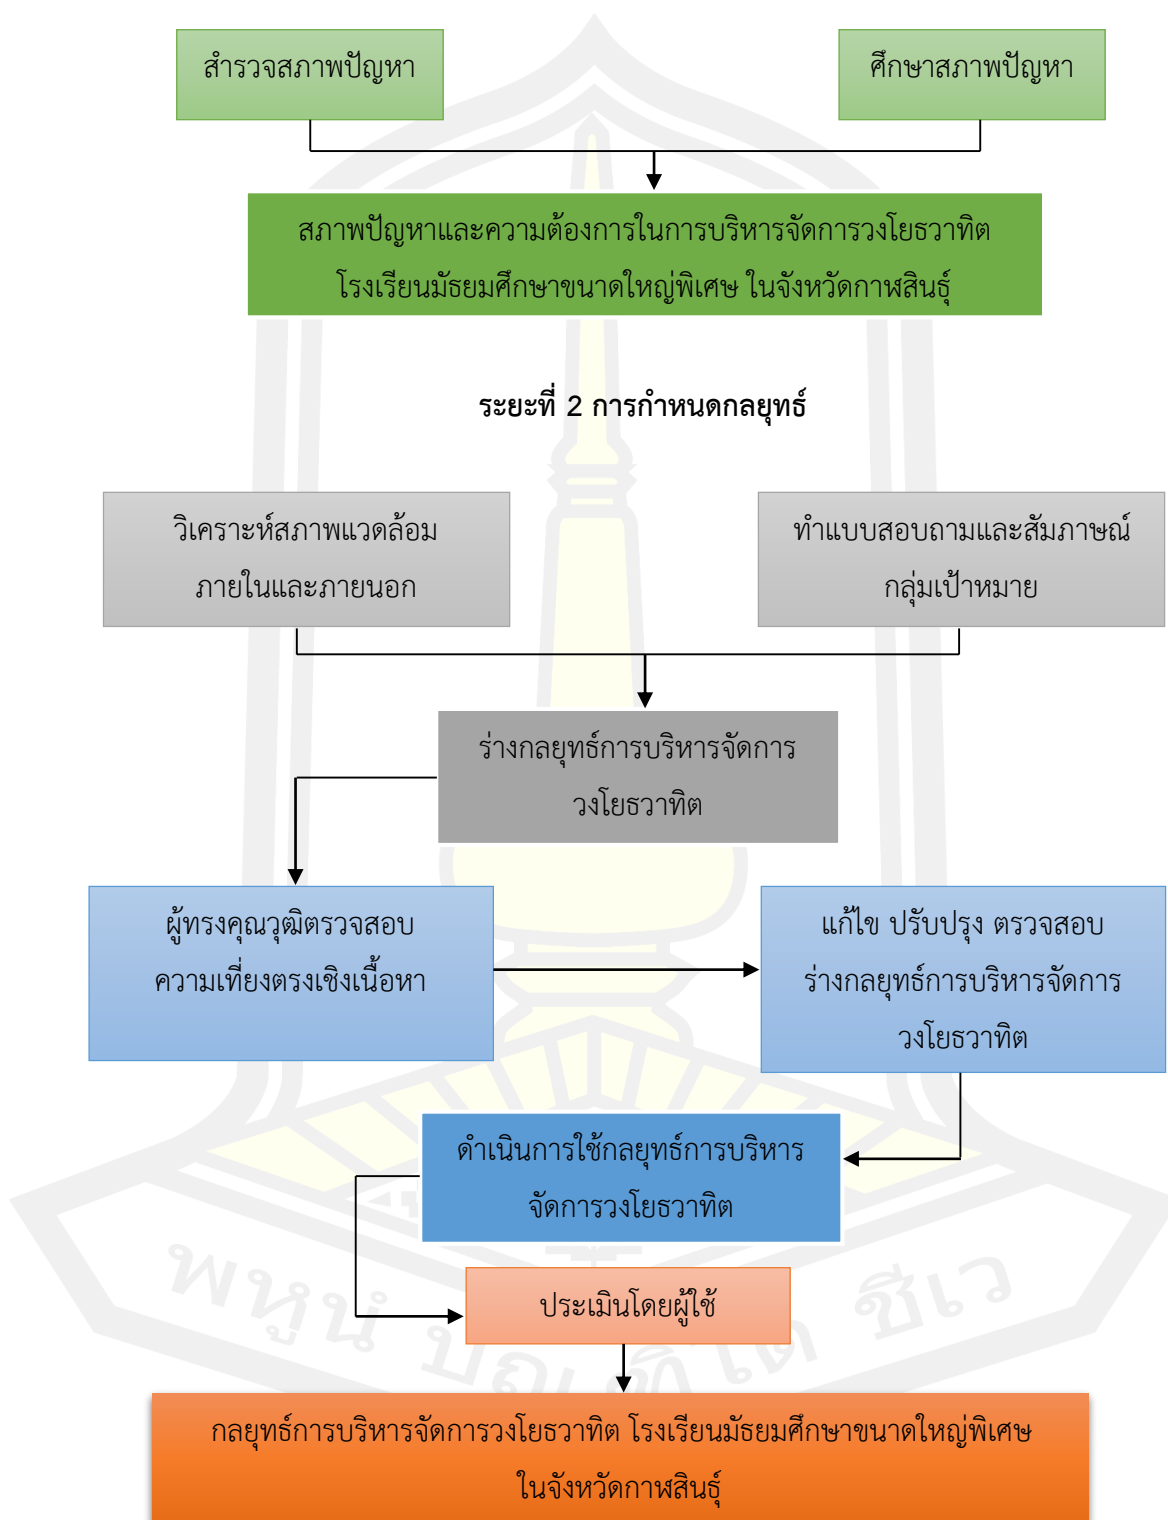 สำรวจสภาพปัญหา
ศึกษาสภาพปัญหา
สภาพปัญหาและความต้องการในการบริหารจัดการวงโยธวาทิต
โรงเรียนมัธยมศึกษาขนาดใหญ่พิเศษ ในจังหวัดกาฬสินธุ์
ระยะที่ 2 การกำหนดกลยุทธ์
วิเคราะห์สภาพแวดล้อม
ภายในและภายนอก
ทำแบบสอบถามและสัมภาษณ์
กลุ่มเป้าหมาย
ร่างกลยุทธ์การบริหารจัดการ
วงโยธวาทิต
ผู้ทรงคุณวุฒิตรวจสอบ
ความเที่ยงตรงเชิงเนื้อหา
แก้ไข ปรับปรุง ตรวจสอบ
ร่างกลยุทธ์การบริหารจัดการ
วงโยธวาทิต
ดำเนินการใช้กลยุทธ์การบริหาร
จัดการวงโยธวาทิต
ประเมินโดยผู้ใช้
พหูนํ ปณฺฑิโต ชีเว
กลยุทธ์การบริหารจัดการวงโยธวาทิต โรงเรียนมัธยมศึกษาขนาดใหญ่พิเศษ
ในจังหวัดกาฬสินธุ์